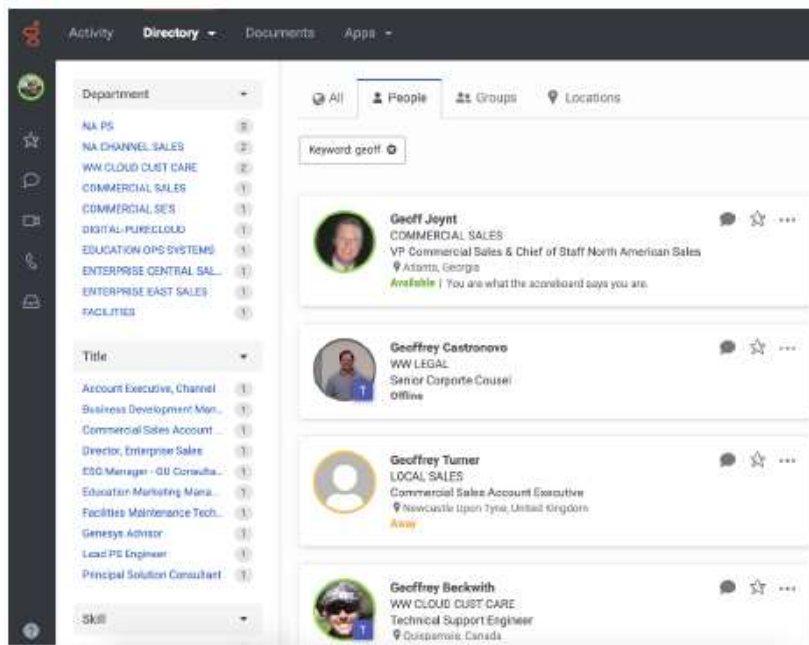 Activity Directory Documents Apps
Department
NA PS 3
NA CHANNEL SALES 2
WW CLOUD CUST CARE 2
COMMERCIAL SALES 1
COMMERCIAL SE'S 1
DIGITAL-PURECLOUD 1
EDUCATION OPS SYSTEMS 1
ENTERPRISE CENTRAL SAL... 1
ENTERPRISE EAST SALES 1
FACILITIES 1
Title
Account Executive, Channel 1
Business Development Man... 1
Commercial Sales Account ... 1
Director, Enterprise Sales 1
ESG Manager - GII Consulta... 1
Education Marketing Mana... 1
Facilities Maintenance Tech... 1
Genesys Advisor 1
Lead PS Engineer 1
Principal Solution Consultant 1
Skill
All People Groups Locations
Keyword: geoff
Geoff Joynt
COMMERCIAL SALES
VP Commercial Sales & Chief of Staff North American Sales
Atlanta, Georgia
Available | You are what the scoreboard says you are.
Geoffrey Castronovo
WW LEGAL
Senior Corporte Cousel
Offline
T
Geoffrey Turner
LOCAL SALES
Commercial Sales Account Executive
Newcastle Upon Tyne, United Kingdom
Away
Geoffrey Beckwith
WW CLOUD CUST CARE
Technical Support Engineer
Quispamsis, Canada
T